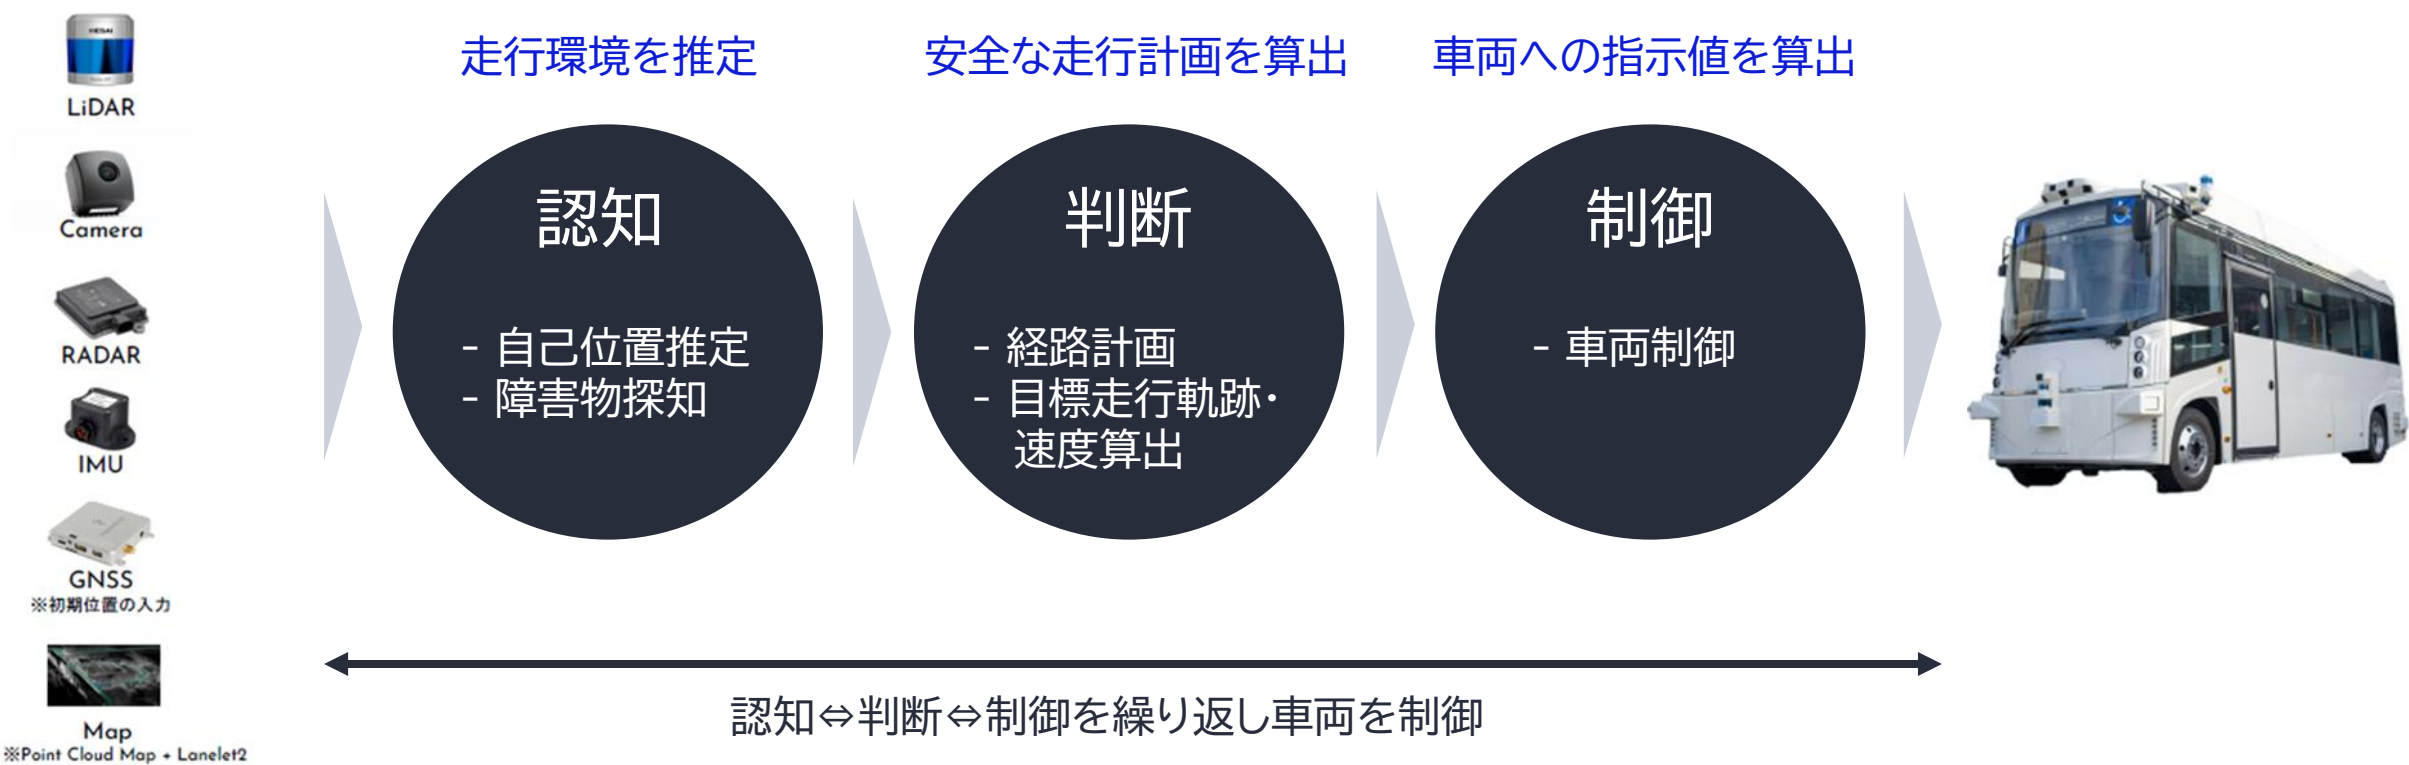 HESAI
LiDAR
Camera
RADAR
IMU
GNSS
※初期位置の入力
Map
※Point Cloud Map + Lanelet2
走行環境を推定
認知
- 自己位置推定
- 障害物探知
安全な走行計画を算出
判断
- 経路計画
- 目標走行軌跡・
速度算出
車両への指示値を算出
制御
- 車両制御
認知⇔判断⇔制御を繰り返し車両を制御